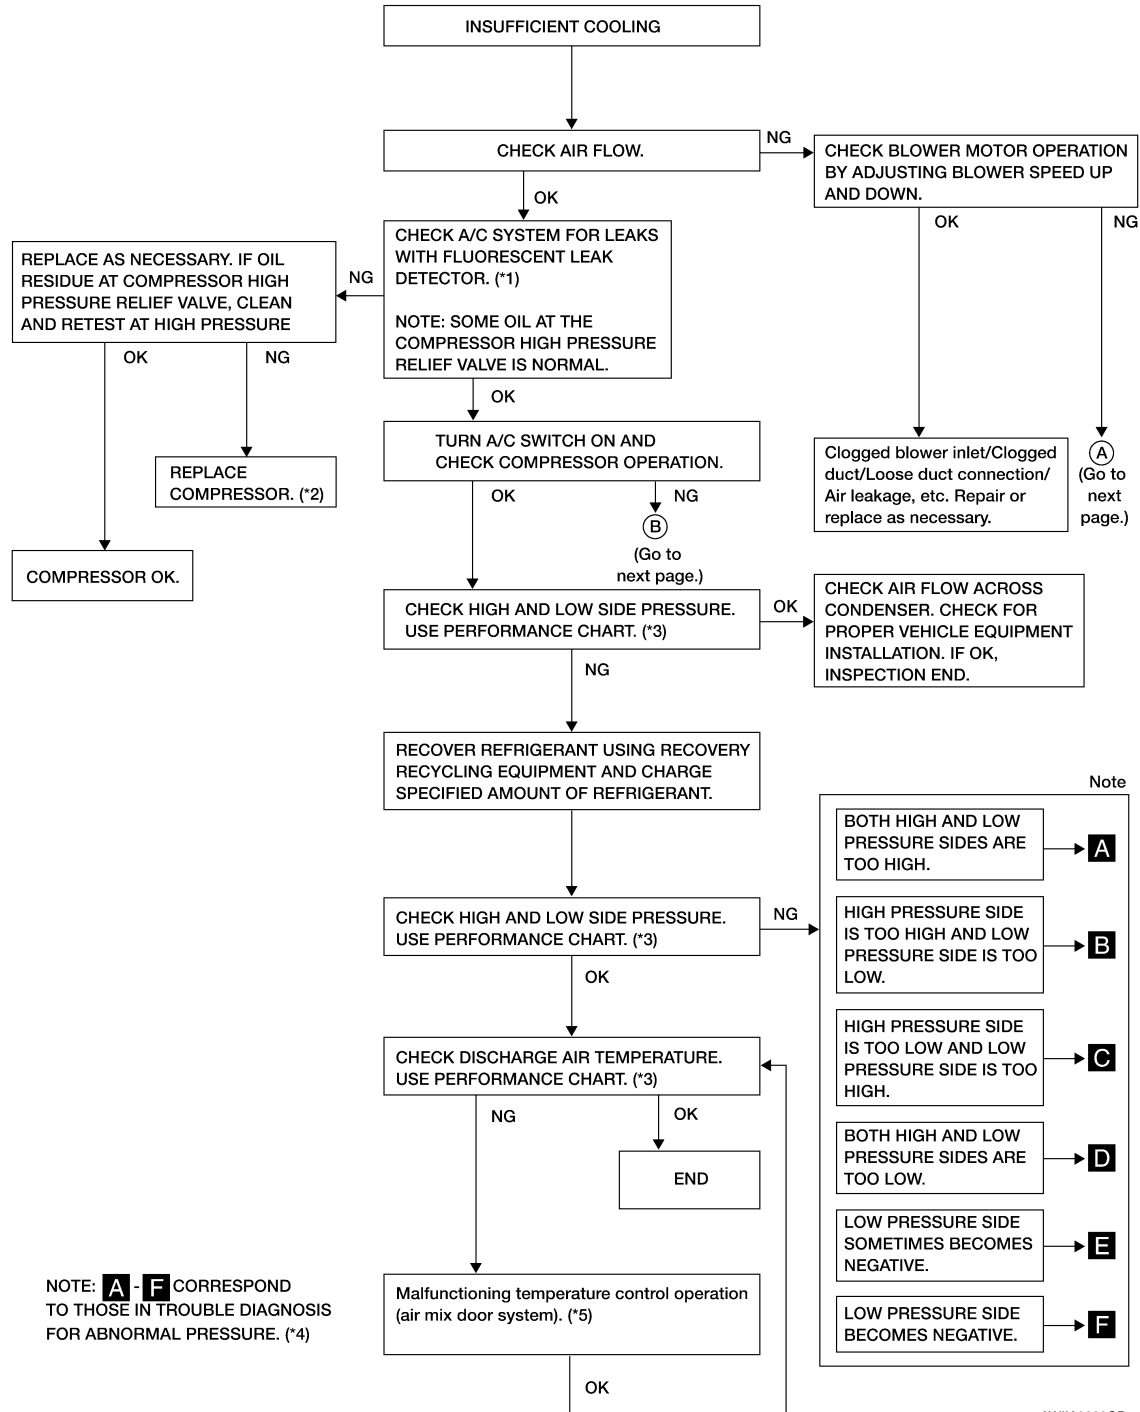 INSUFFICIENT COOLING
CHECK AIR FLOW.
NG
CHECK BLOWER MOTOR OPERATION
BY ADJUSTING BLOWER SPEED UP
AND DOWN.
OK
OK
NG
CHECK A/C SYSTEM FOR LEAKS
WITH FLUORESCENT LEAK
DETECTOR. (*1)
NOTE: SOME OIL AT THE
COMPRESSOR HIGH PRESSURE
RELIEF VALVE IS NORMAL.
NG
REPLACE AS NECESSARY. IF OIL
RESIDUE AT COMPRESSOR HIGH
PRESSURE RELIEF VALVE, CLEAN
AND RETEST AT HIGH PRESSURE
OK
NG
REPLACE
COMPRESSOR. (*2)
COMPRESSOR OK.
OK
TURN A/C SWITCH ON AND
CHECK COMPRESSOR OPERATION.
OK
NG
B
(Go to
next page.)
Clogged blower inlet/Clogged
duct/Loose duct connection/
Air leakage, etc. Repair or
replace as necessary.
A
(Go to
next
page.)
CHECK HIGH AND LOW SIDE PRESSURE.
USE PERFORMANCE CHART. (*3)
OK
CHECK AIR FLOW ACROSS
CONDENSER. CHECK FOR
PROPER VEHICLE EQUIPMENT
INSTALLATION. IF OK,
INSPECTION END.
NG
RECOVER REFRIGERANT USING RECOVERY
RECYCLING EQUIPMENT AND CHARGE
SPECIFIED AMOUNT OF REFRIGERANT.
CHECK HIGH AND LOW SIDE PRESSURE.
USE PERFORMANCE CHART. (*3)
NG
Note
BOTH HIGH AND LOW
PRESSURE SIDES ARE
TOO HIGH.
A
HIGH PRESSURE SIDE
IS TOO HIGH AND LOW
PRESSURE SIDE IS TOO
LOW.
B
HIGH PRESSURE SIDE
IS TOO LOW AND LOW
PRESSURE SIDE IS TOO
HIGH.
C
BOTH HIGH AND LOW
PRESSURE SIDES ARE
TOO LOW.
D
LOW PRESSURE SIDE
SOMETIMES BECOMES
NEGATIVE.
E
LOW PRESSURE SIDE
BECOMES NEGATIVE.
F
OK
CHECK DISCHARGE AIR TEMPERATURE.
USE PERFORMANCE CHART. (*3)
NG
OK
END
Malfunctioning temperature control operation
(air mix door system). (*5)
OK
NOTE: A - F CORRESPOND
TO THOSE IN TROUBLE DIAGNOSIS
FOR ABNORMAL PRESSURE. (*4)